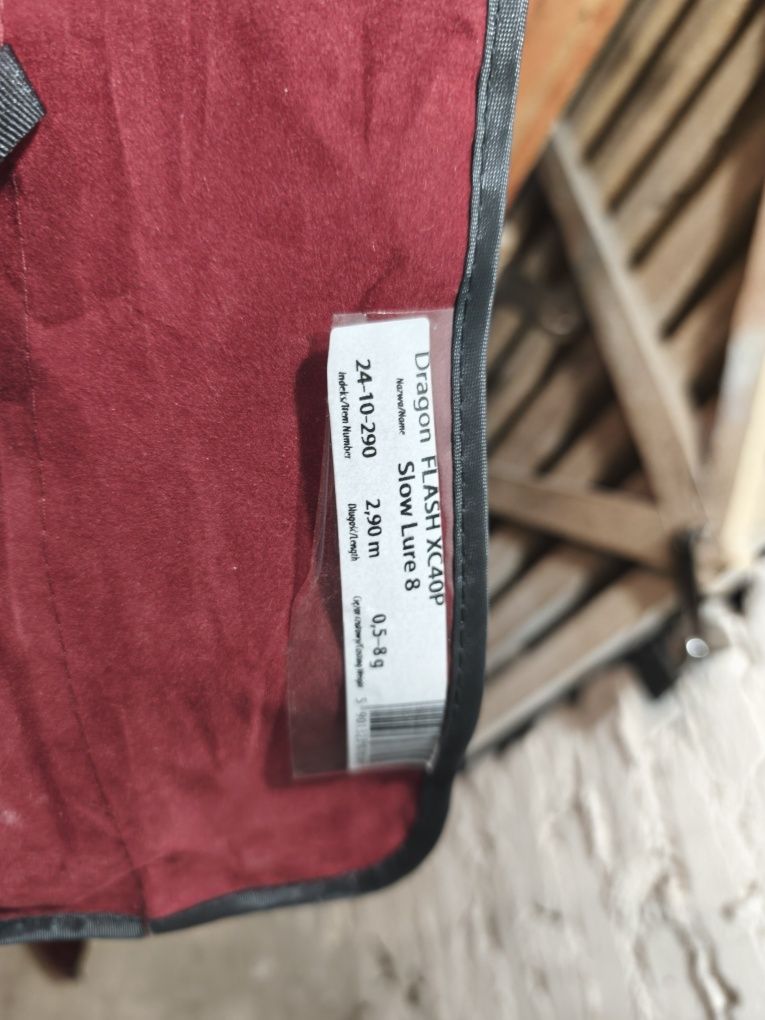 Dragon FLASH XC40P
Slow Lure 8
Nazwa/Name
24-10-290
Indeks/Item Number
2,90 m
Długość/Length
0,5-8 g